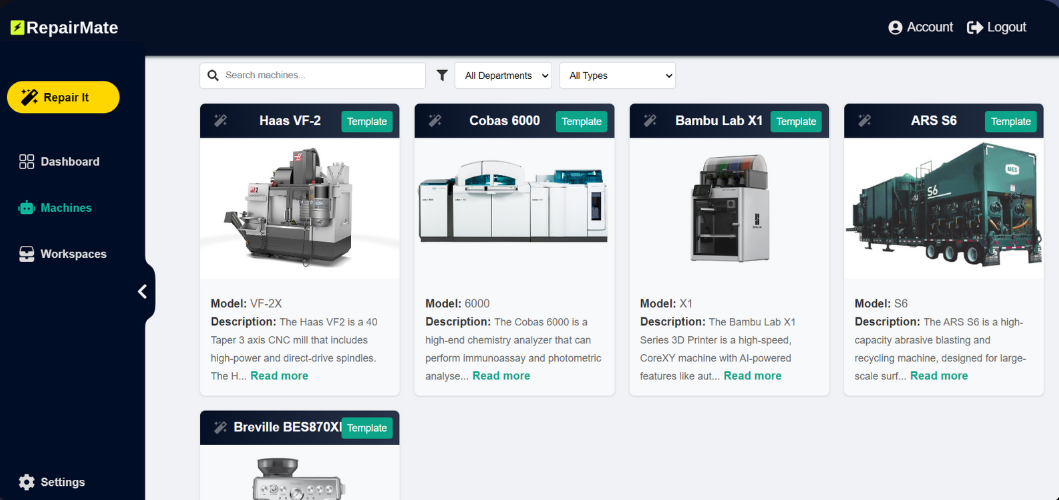 RepairMate
Account
Logout
Repair It
Dashboard
Machines
Workspaces
Settings
Search machines...
All Departments
All Types
Haas VF-2
Template
Model: VF-2X
Description: The Haas VF2 is a 40
Taper 3 axis CNC mill that includes
high-power and direct-drive spindles.
The H... Read more
Cobas 6000
Template
Model: 6000
Description: The Cobas 6000 is a
high-end chemistry analyzer that can
perform immunoassay and photometric
analyse... Read more
Bambu Lab X1
Template
Model: X1
Description: The Bambu Lab X1
Series 3D Printer is a high-speed,
CoreXY machine with AI-powered
features like aut... Read more
ARS S6
Template
S6
Model: S6
Description: The ARS S6 is a high-
capacity abrasive blasting and
recycling machine, designed for large-
scale surf... Read more
Breville BES870X
Template